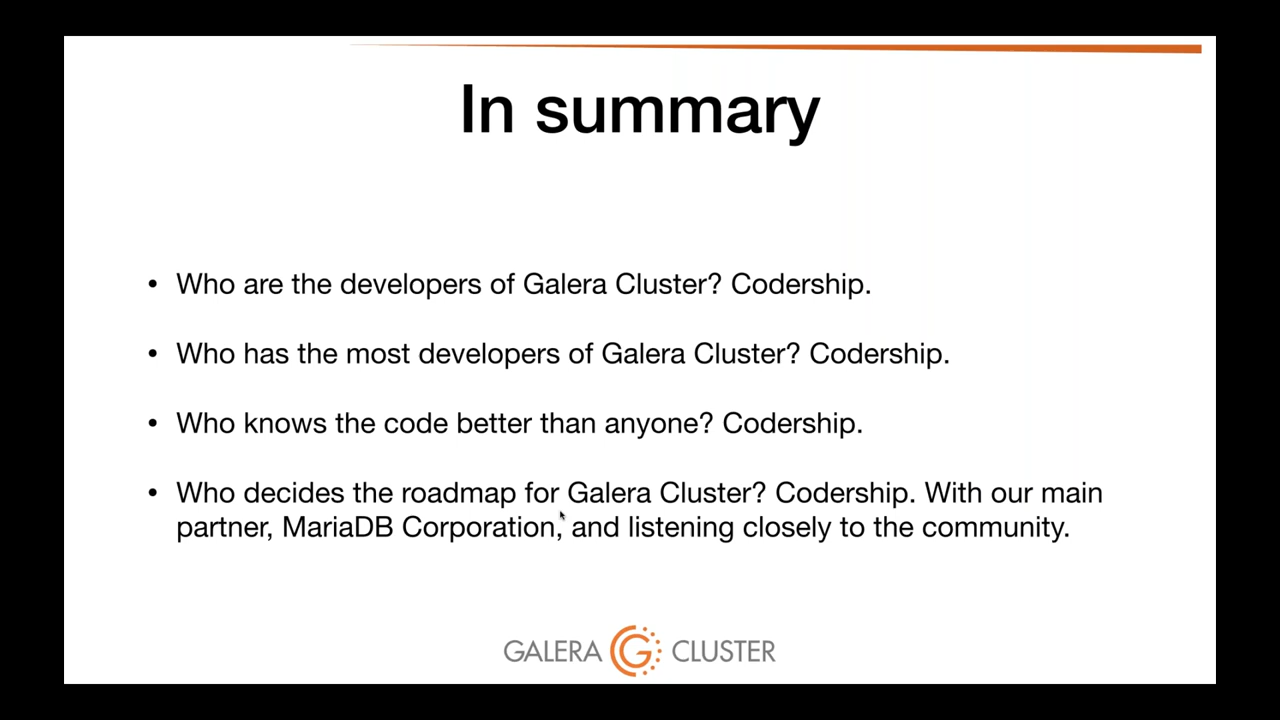 In summary
• Who are the developers of Galera Cluster? Codership.
• Who has the most developers of Galera Cluster? Codership.
• Who knows the code better than anyone? Codership.
• Who decides the roadmap for Galera Cluster? Codership. With our main
partner, MariaDB Corporation, and listening closely to the community.
GALERA CLUSTER